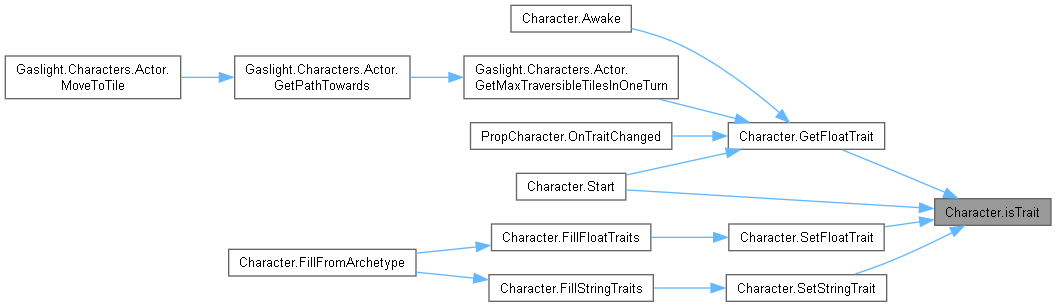 Character.Awake
Gaslight.Characters.Actor.
MoveToTile
Gaslight.Characters.Actor.
GetPathTowards
Gaslight.Characters.Actor.
GetMaxTraversibleTilesInOneTurn
PropCharacter.OnTraitChanged
Character.GetFloatTrait
Character.Start
Character.isTrait
Character.FillFloatTraits
Character.SetFloatTrait
Character.FillFromArchetype
Character.FillStringTraits
Character.SetStringTrait